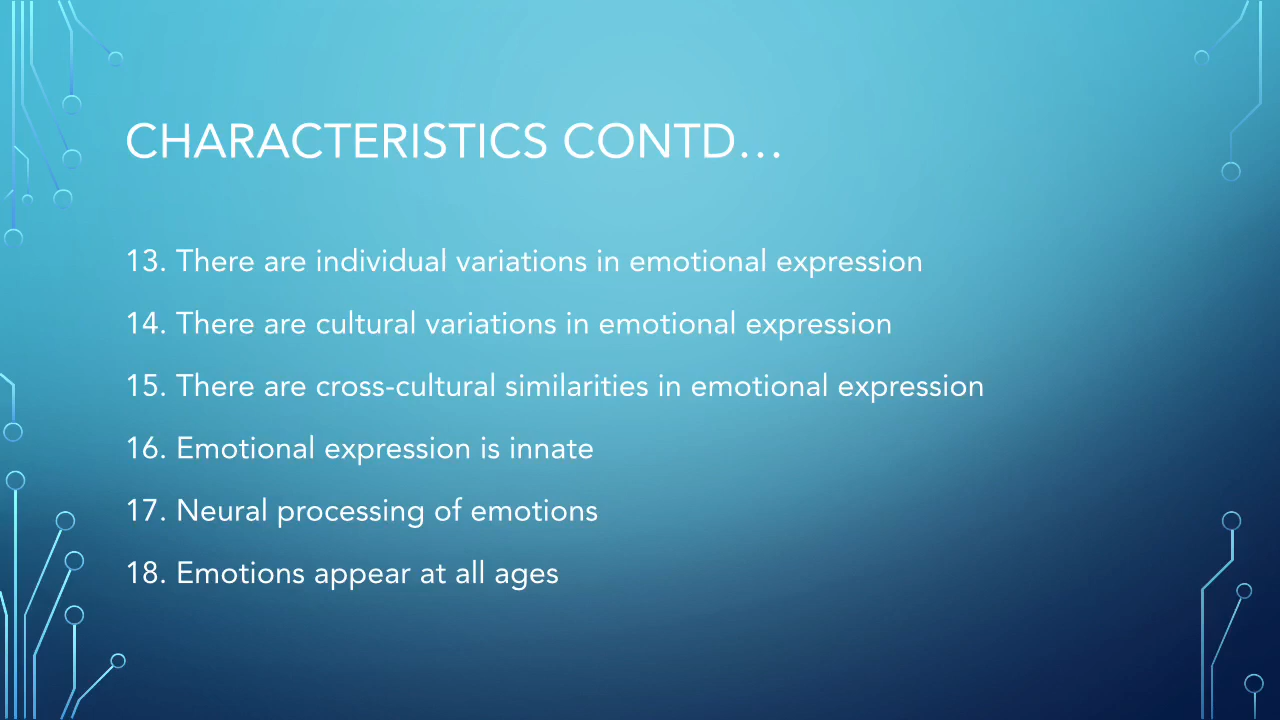 CHARACTERISTICS CONTD…
13. There are individual variations in emotional expression
14. There are cultural variations in emotional expression
15. There are cross-cultural similarities in emotional expression
16. Emotional expression is innate
17. Neural processing of emotions
18. Emotions appear at all ages